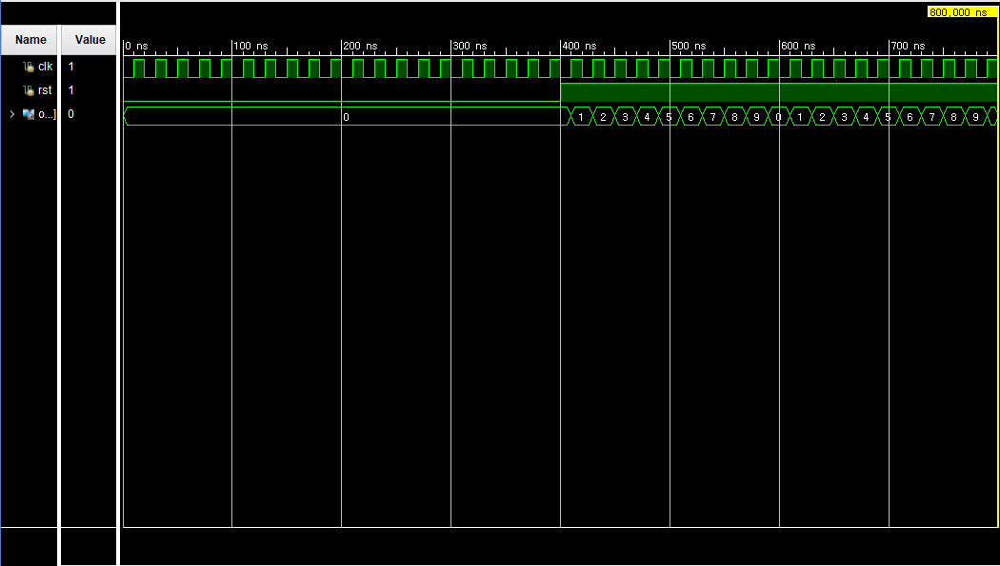 800,000 ns
Name Value
0 ns 100 ns 200 ns 300 ns 400 ns 500 ns 600 ns 700 ns
clk 1
rst 1
o...] 0 0 1 2 3 4 5 6 7 8 9 0 1 2 3 4 5 6 7 8 9